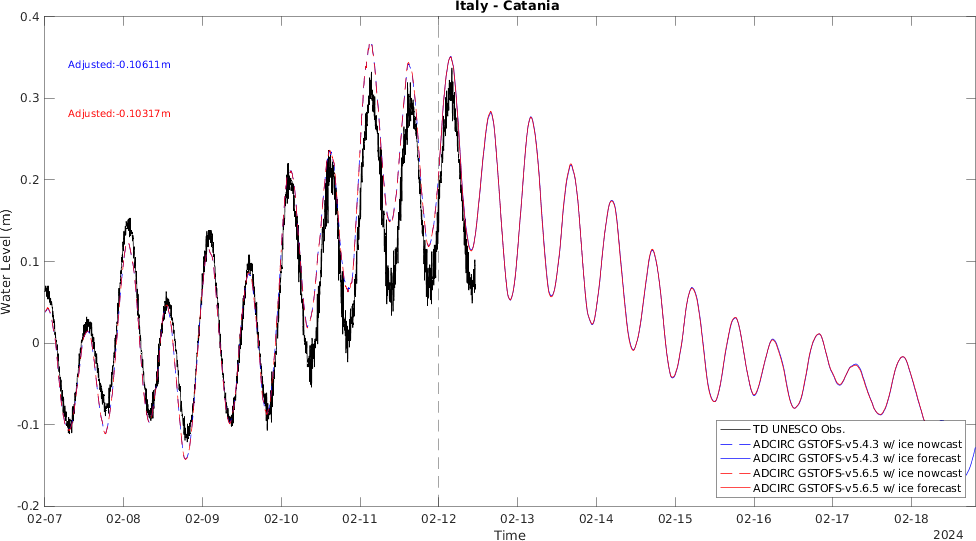 Italy - Catania
0.4
0.3
0.2
0.1
0
-0.1
-0.2
Water Level (m)
Adjusted:-0.10611m
Adjusted:-0.10317m
TD UNESCO Obs.
ADCIRC GSTOFS-v5.4.3 w/ ice nowcast
ADCIRC GSTOFS-v5.4.3 w/ ice forecast
ADCIRC GSTOFS-v5.6.5 w/ ice nowcast
ADCIRC GSTOFS-v5.6.5 w/ ice forecast
02-07 02-08 02-09 02-10 02-11 02-12 02-13 02-14 02-15 02-16 02-17 02-18
Time
2024